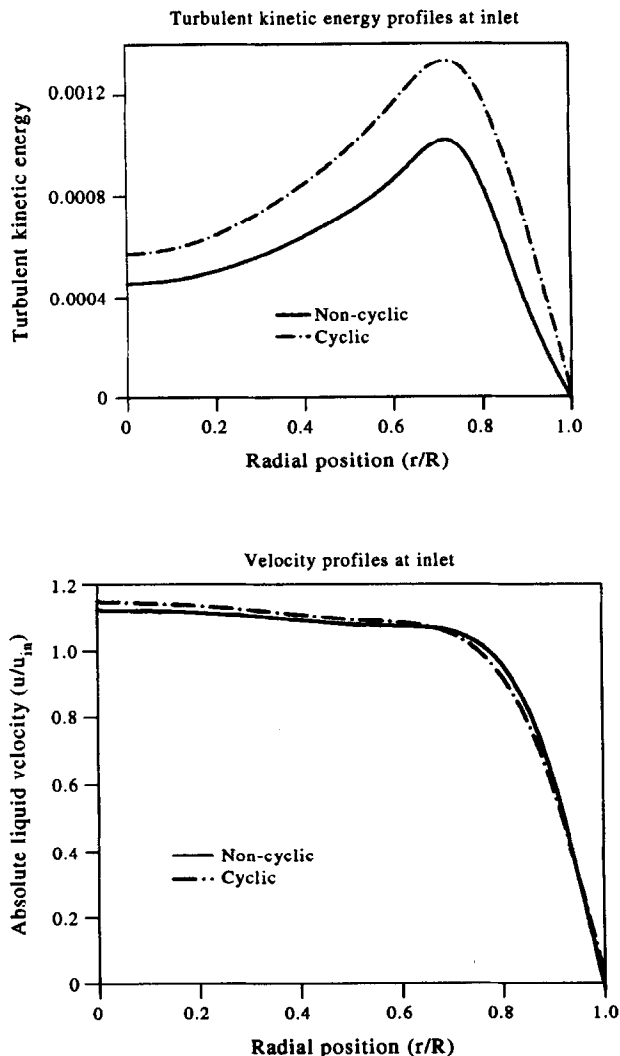 Turbulent kinetic energy profiles at inlet
Turbulent kinetic energy
0.0012
0.0008
0.0004
0
Non-cyclic
Cyclic
0 0.2 0.4 0.6 0.8 1.0
Radial position (r/R)
Velocity profiles at inlet
Absolute liquid velocity (u/u_in)
1.2
1.0
0.8
0.6
0.4
0.2
0
Non-cyclic
Cyclic
0 0.2 0.4 0.6 0.8 1.0
Radial position (r/R)